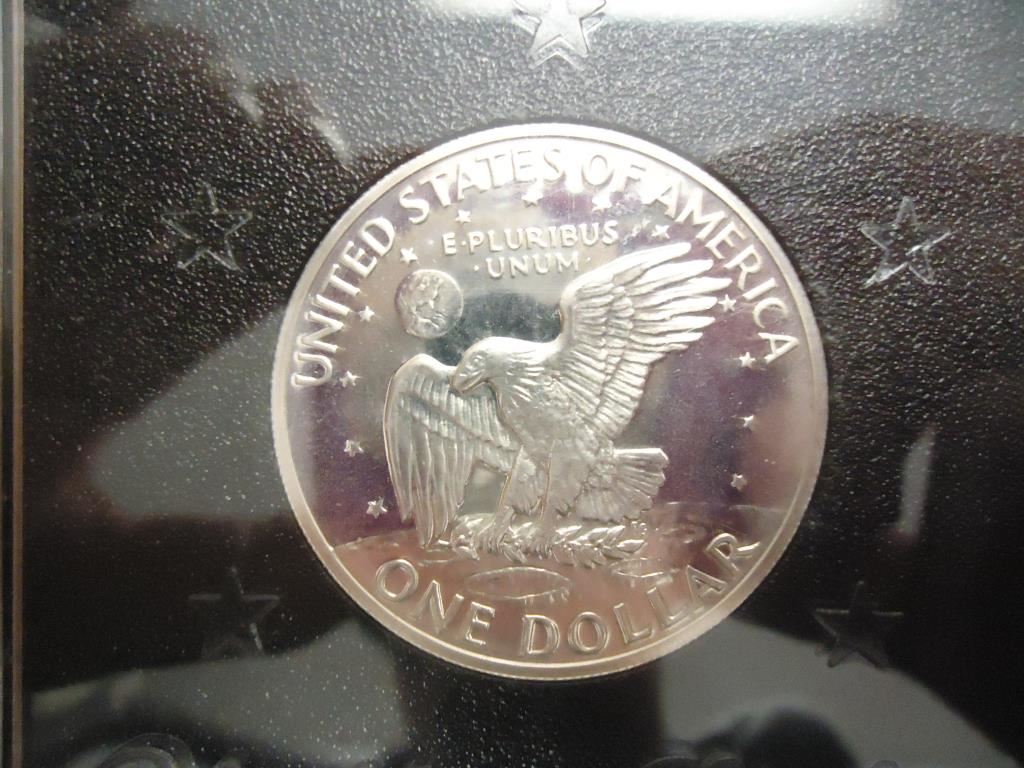 UNITED STATES OF AMERICA
E·PLURIBUS
·UNUM·
ONE DOLLAR